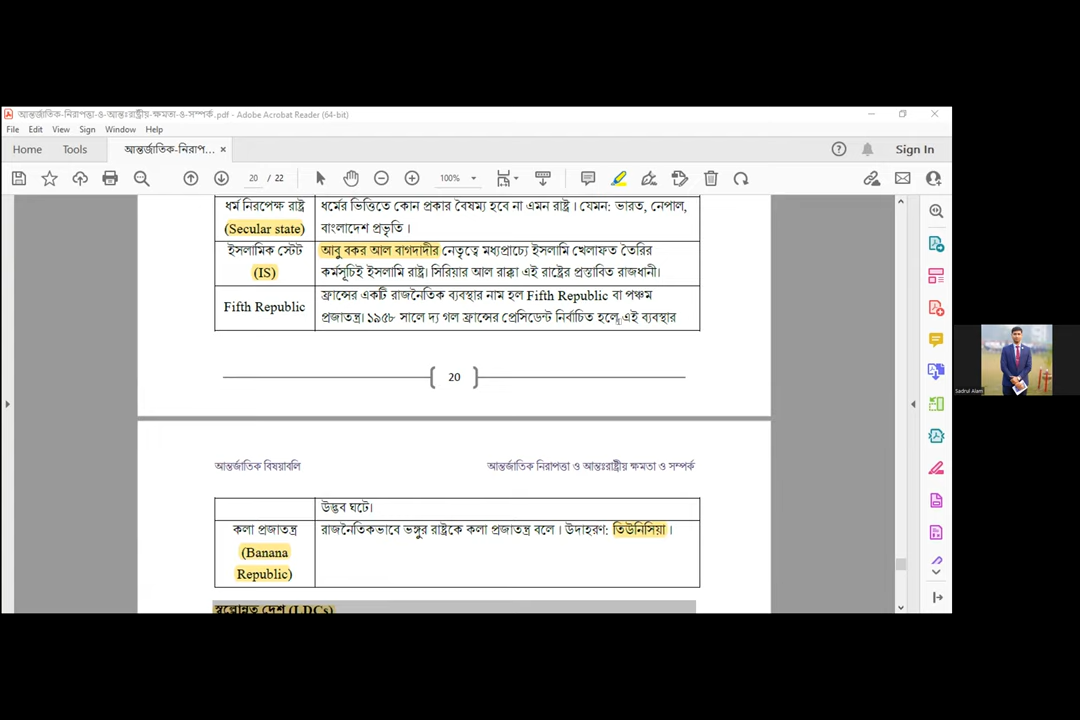 আন্তর্জাতিক-নিরাপত্তা-ও-আন্তঃরাষ্ট্রীয়-ক্ষমতা-ও-সম্পর্ক.pdf - Adobe Acrobat Reader (64-bit)
File Edit View Sign Window Help
Home Tools আন্তর্জাতিক-নিরাপ... × Sign In
20 / 22 100%
ধর্ম নিরপেক্ষ রাষ্ট্র
(Secular state)
ধর্মের ভিত্তিতে কোন প্রকার বৈষম্য হবে না এমন রাষ্ট্র। যেমন: ভারত, নেপাল,
বাংলাদেশ প্রভৃতি।
ইসলামিক স্টেট
(IS)
আবু বকর আল বাগদাদীর নেতৃত্বে মধ্যপ্রাচ্যে ইসলামি খেলাফত তৈরির
কর্মসূচিই ইসলামি রাষ্ট্র। সিরিয়ার আল রাক্কা এই রাষ্ট্রের প্রস্তাবিত রাজধানী।
Fifth Republic
ফ্রান্সের একটি রাজনৈতিক ব্যবস্থার নাম হল Fifth Republic বা পঞ্চম
প্রজাতন্ত্র। ১৯৫৮ সালে দ্য গল ফ্রান্সের প্রেসিডেন্ট নির্বাচিত হলে এই ব্যবস্থার
20
আন্তর্জাতিক বিষয়াবলি
আন্তর্জাতিক নিরাপত্তা ও আন্তঃরাষ্ট্রীয় ক্ষমতা ও সম্পর্ক
উদ্ভব ঘটে।
কলা প্রজাতন্ত্র
(Banana
Republic)
রাজনৈতিকভাবে ভঙ্গুর রাষ্ট্রকে কলা প্রজাতন্ত্র বলে। উদাহরণ: তিউনিসিয়া।
স্বল্পোন্নত দেশ (LDCs)
Sadrul Alam